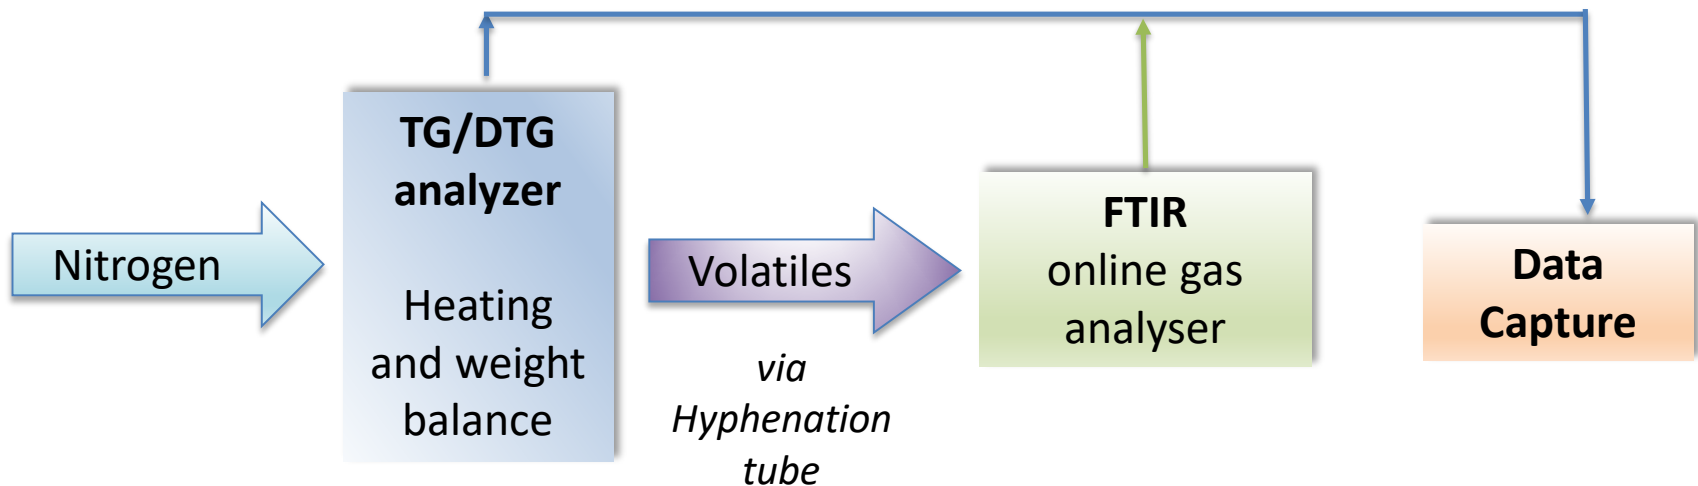 Nitrogen
TG/DTG
analyzer
Heating
and weight
balance
Volatiles
via
Hyphenation
tube
FTIR
online gas
analyser
Data
Capture